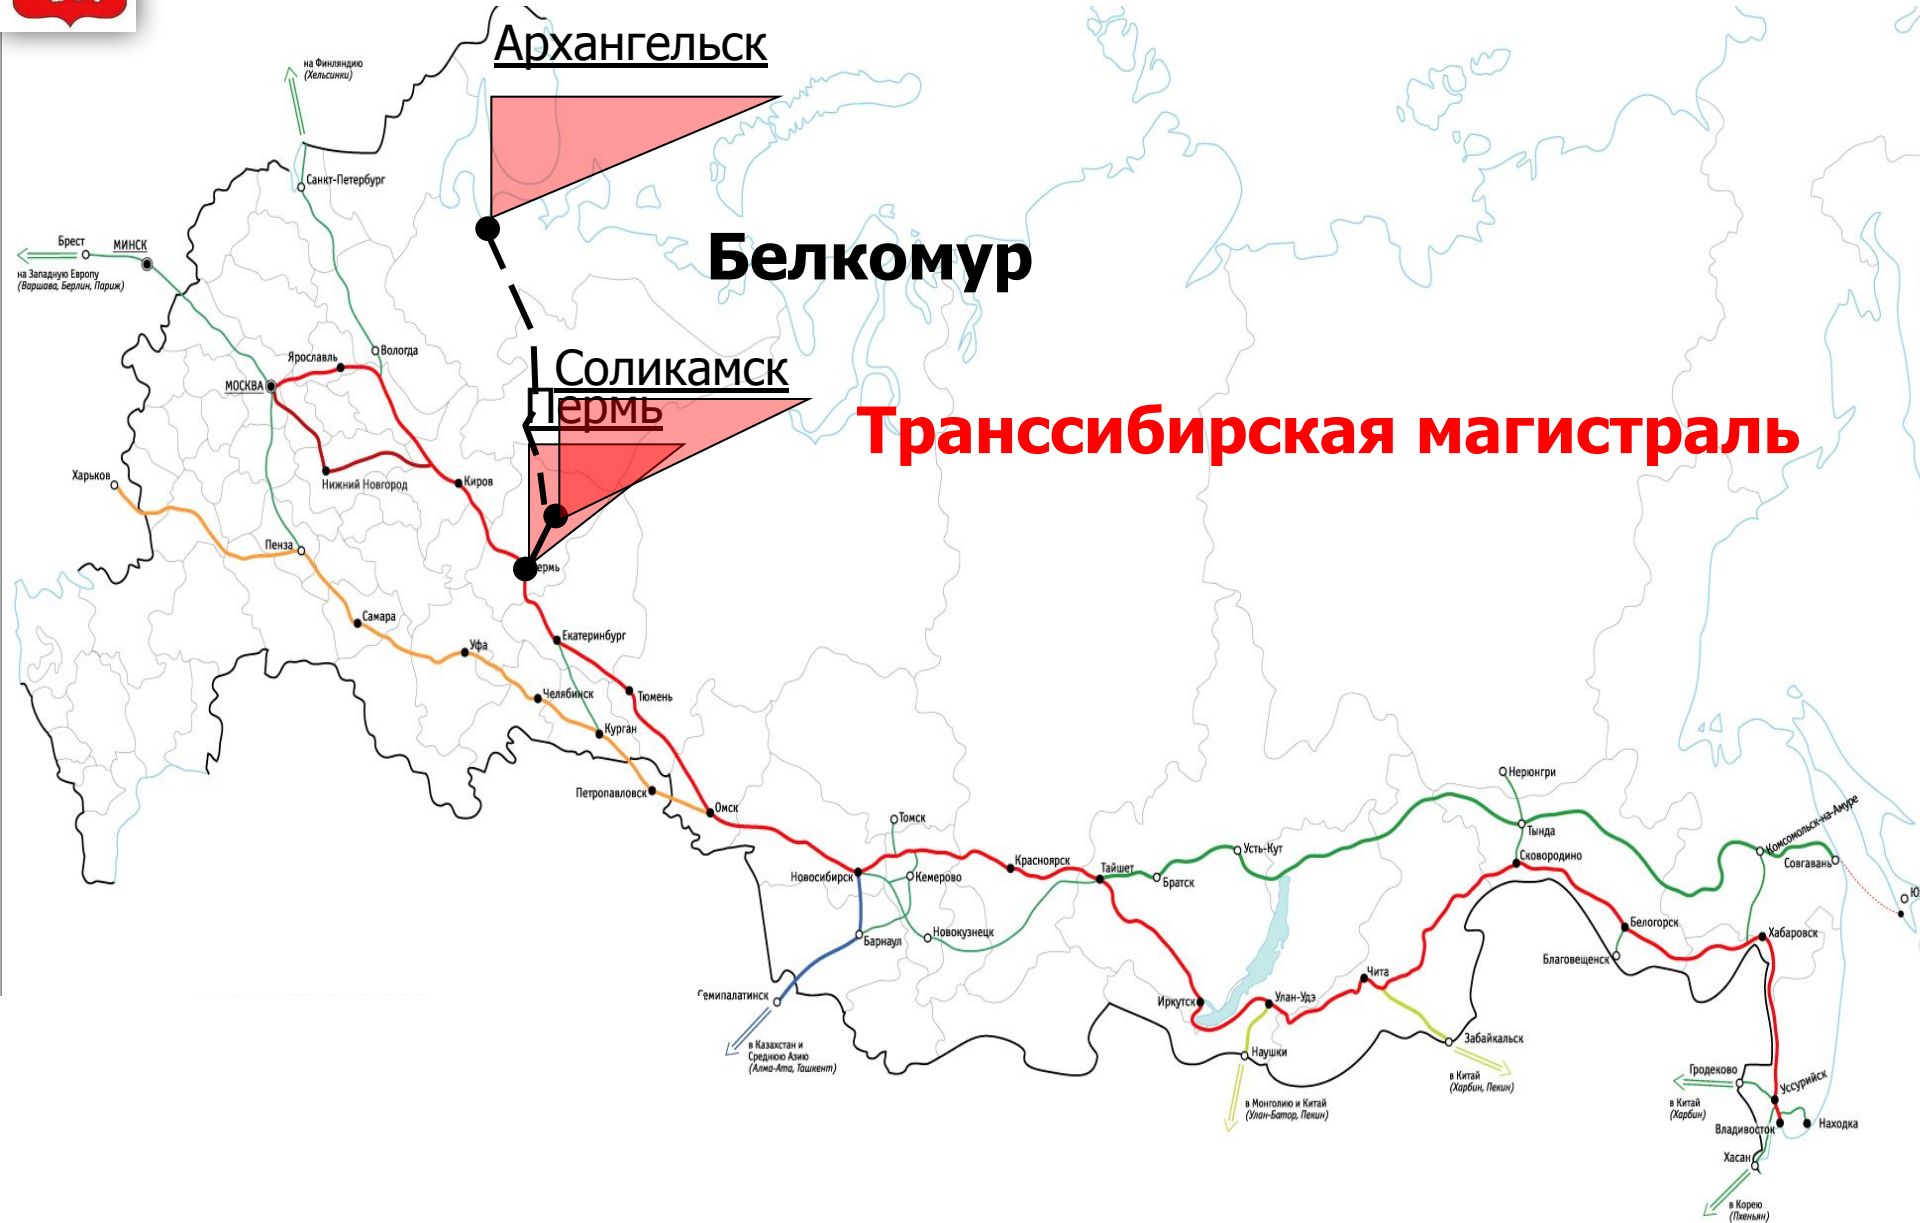 Архангельск
на Финляндию
(Хельсинки)
Санкт-Петербург
Брест
МИНСК
на Западную Европу
(Варшава, Берлин, Париж)
Белкомур
Вологда
Ярославль
МОСКВА
Соликамск
Пермь
Транссибирская магистраль
Харьков
Нижний Новгород
Киров
Пенза
ермь
Самара
Екатеринбург
Уфа
Челябинск
Тюмень
Курган
Петропавловск
Омск
Нерюнгри
Томск
Тында
Комсомольск-на-Амуре
Совгавань
Усть-Кут
Сковородино
Красноярск
Тайшет
Братск
Новосибирск
Кемерово
Ю
Белогорск
Хабаровск
Барнаул
Новокузнецк
Благовещенск
Чита
Семипалатинск
Иркутск
Улан-Удэ
Забайкальск
в Казахстан и
Среднюю Азию
(Алма-Ата, Ташкент)
Наушки
в Китай
(Харбин, Пекин)
Гродеково
Уссурийск
в Монголию и Китай
(Улан-Батор, Пекин)
в Китай
(Харбин)
Владивосток
Находка
Хасан
в Корею
(Пхеньян)